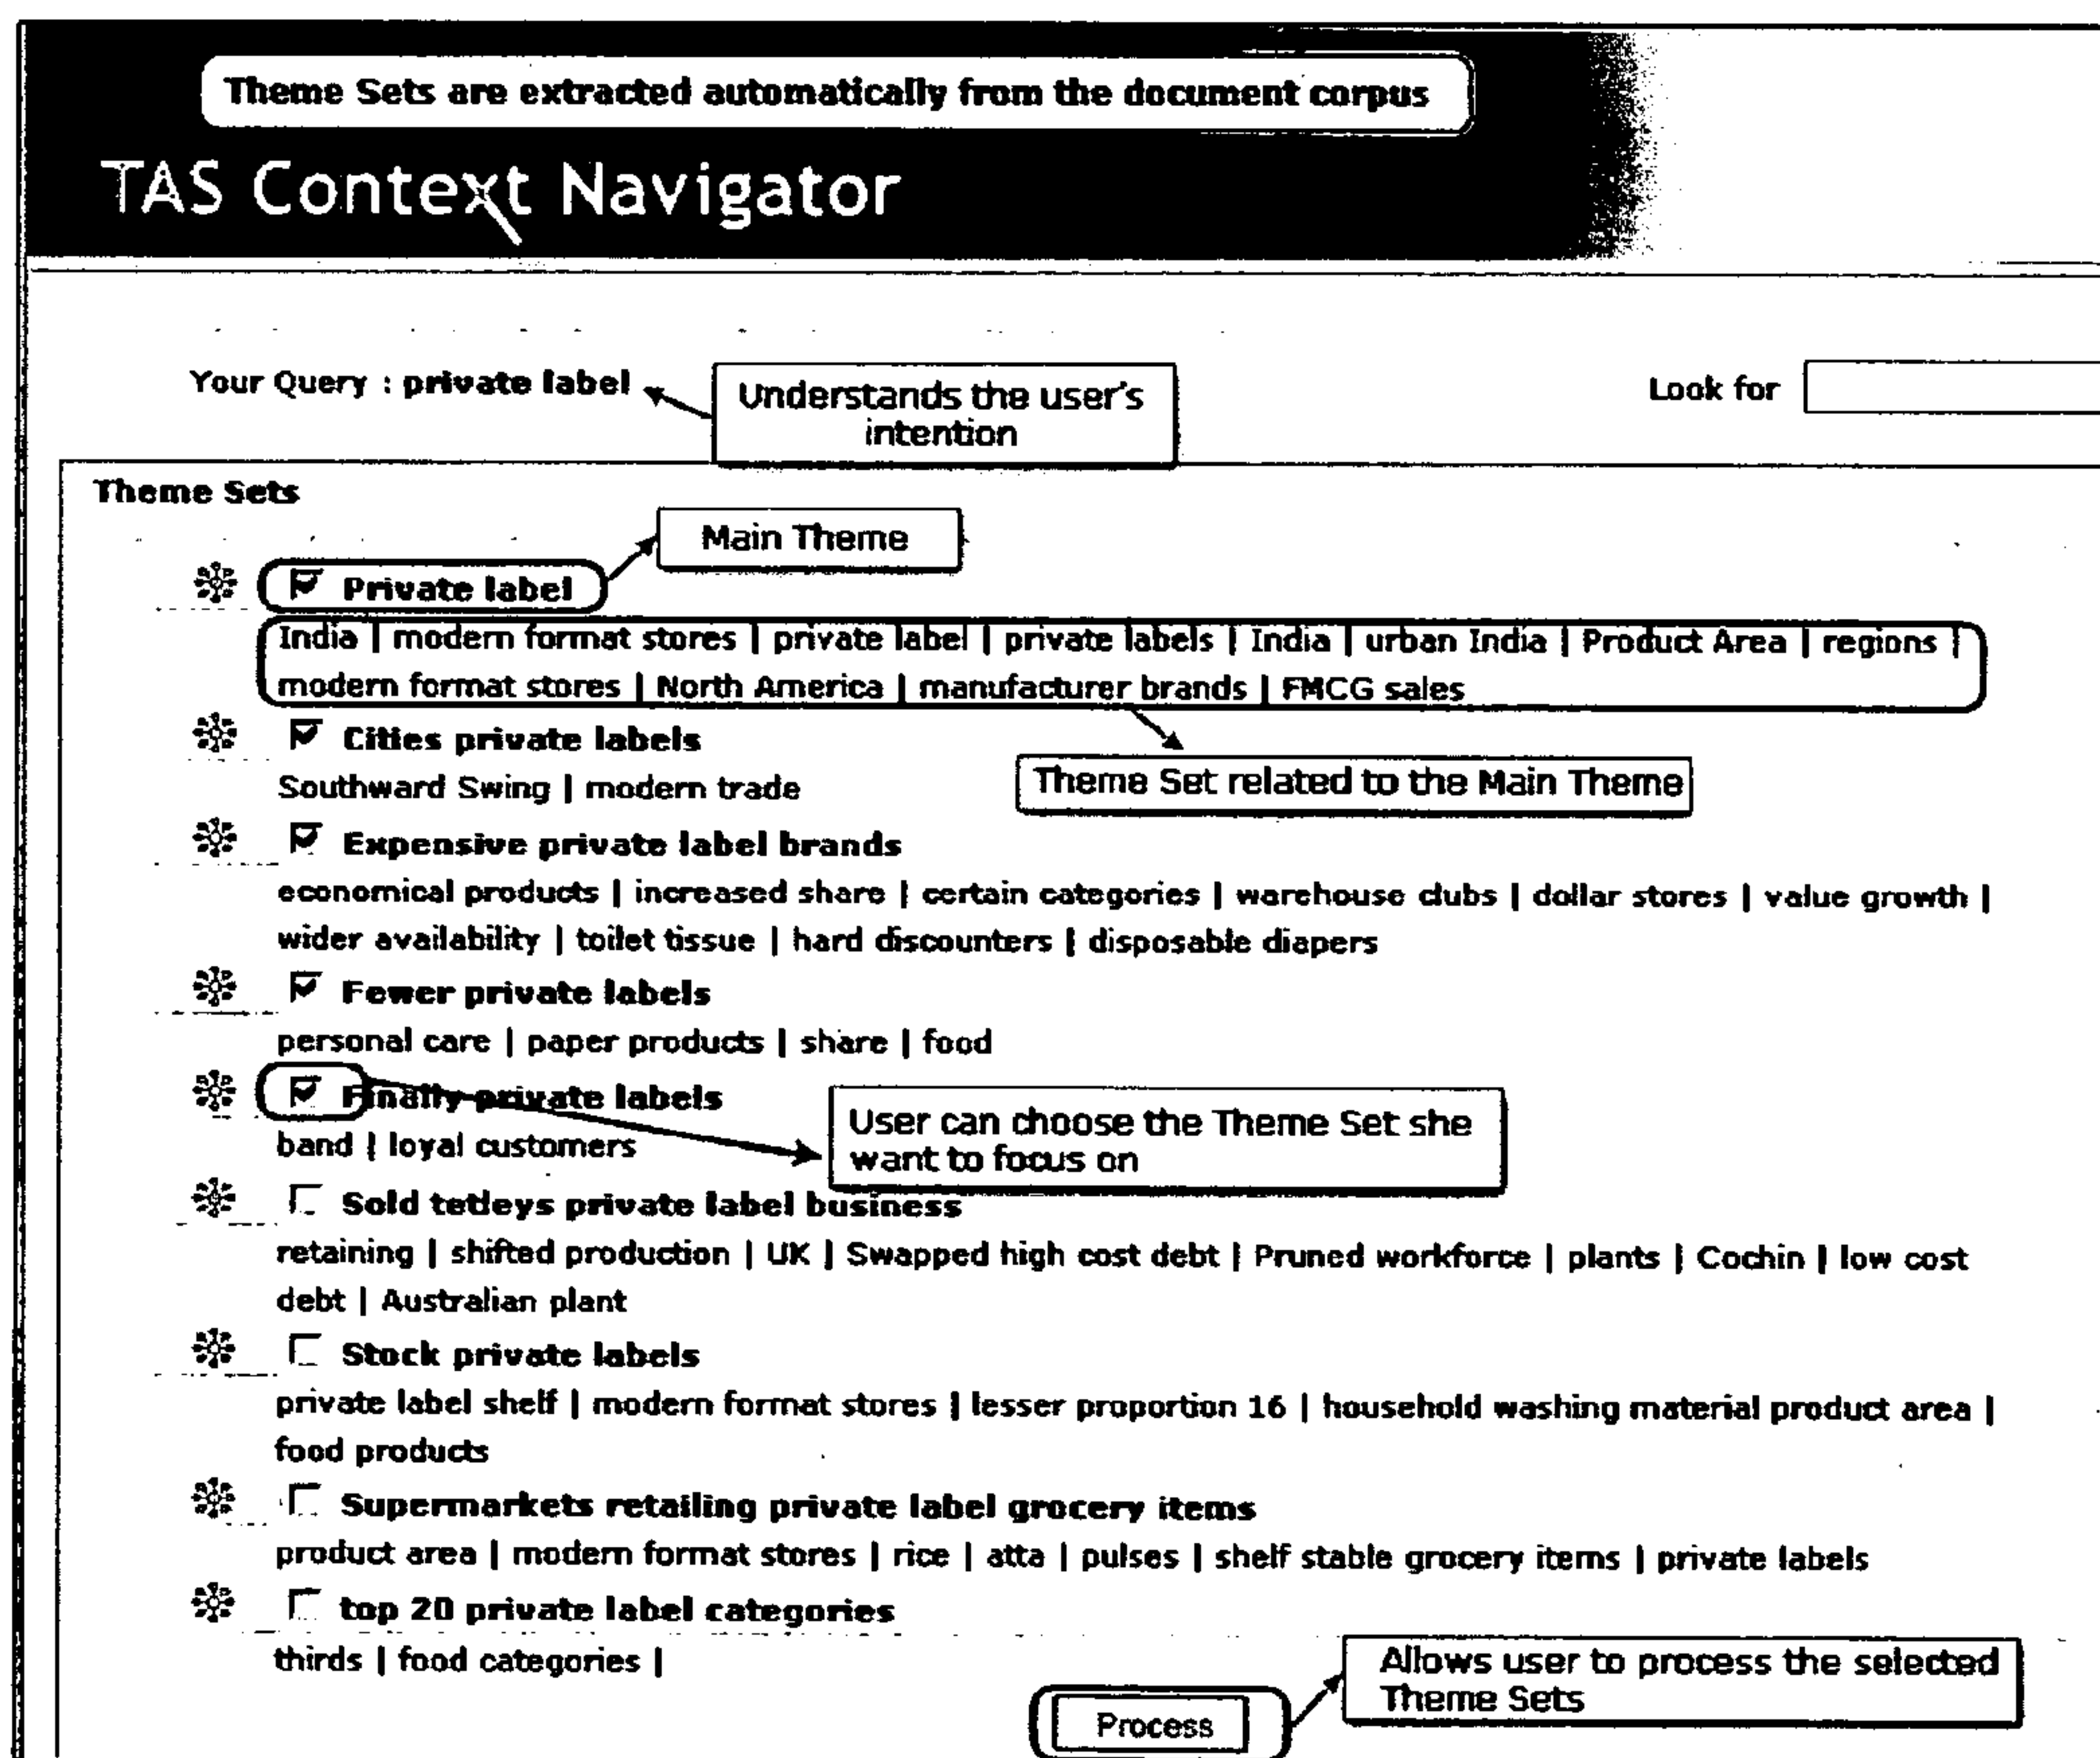 Theme Sets are extracted automatically from the document corpus
TAS Context Navigator
Your Query : private label
Understands the user's
intention
Look for
Theme Sets
Main Theme
Private label
India | modern format stores | private label | private labels | India | urban India | Product Area | regions |
modern format stores | North America | manufacturer brands | FMCG sales
Cities private labels
Southward Swing | modern trade
Theme Set related to the Main Theme
Expensive private label brands
economical products | increased share | certain categories | warehouse clubs | dollar stores | value growth |
wider availability | toilet tissue | hard discounters | disposable diapers
Fewer private labels
personal care | paper products | share | food
Finally private labels
band | loyal customers
User can choose the Theme Set she
want to focus on
Sold tetleys private label business
retaining | shifted production | UK | Swapped high cost debt | Pruned workforce | plants | Cochin | low cost
debt | Australian plant
Stock private labels
private label shelf | modern format stores | lesser proportion 16 | household washing material product area |
food products
Supermarkets retailing private label grocery items
product area | modern format stores | rice | atta | pulses | shelf stable grocery items | private labels
top 20 private label categories
thirds | food categories |
Allows user to process the selected
Theme Sets
Process